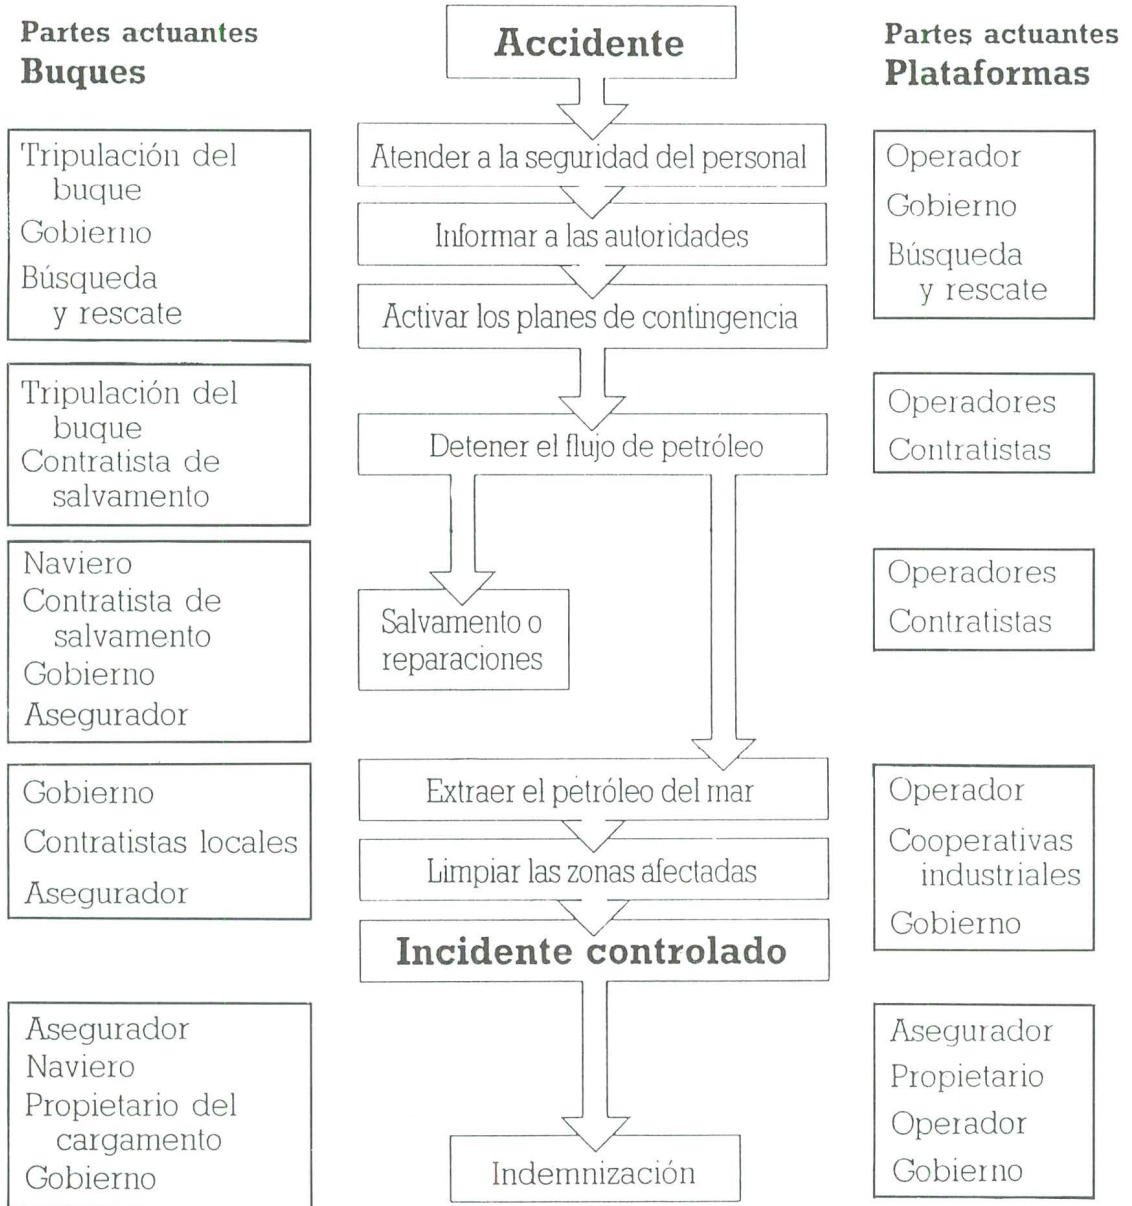 Partes actuantes
Buques
Tripulación del
buque
Gobierno
Búsqueda
y rescate
Tripulación del
buque
Contratista de
salvamento
Naviero
Contratista de
salvamento
Gobierno
Asegurador
Gobierno
Contratistas locales
Asegurador
Asegurador
Naviero
Propietario del
cargamento
Gobierno
Accidente
Atender a la seguridad del personal
Informar a las autoridades
Activar los planes de contingencia
Detener el flujo de petróleo
Salvamento o
reparaciones
Extraer el petróleo del mar
Limpiar las zonas afectadas
Incidente controlado
Indemnización
Partes actuantes
Plataformas
Operador
Gobierno
Búsqueda
y rescate
Operadores
Contratistas
Operadores
Contratistas
Operador
Cooperativas
industriales
Gobierno
Asegurador
Propietario
Operador
Gobierno